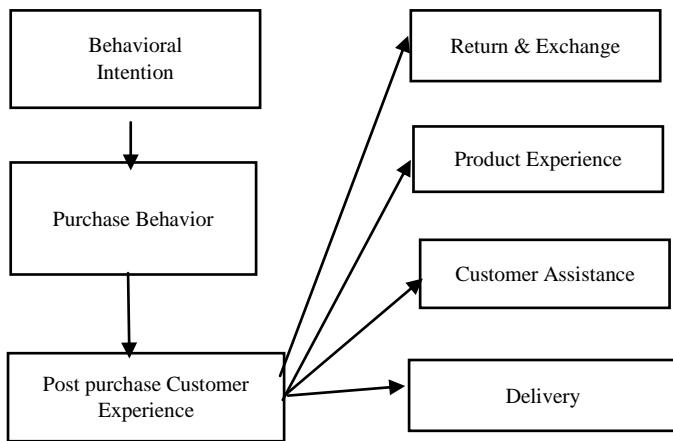 Behavioral
Intention
Purchase Behavior
Post purchase Customer
Experience
Return & Exchange
Product Experience
Customer Assistance
Delivery